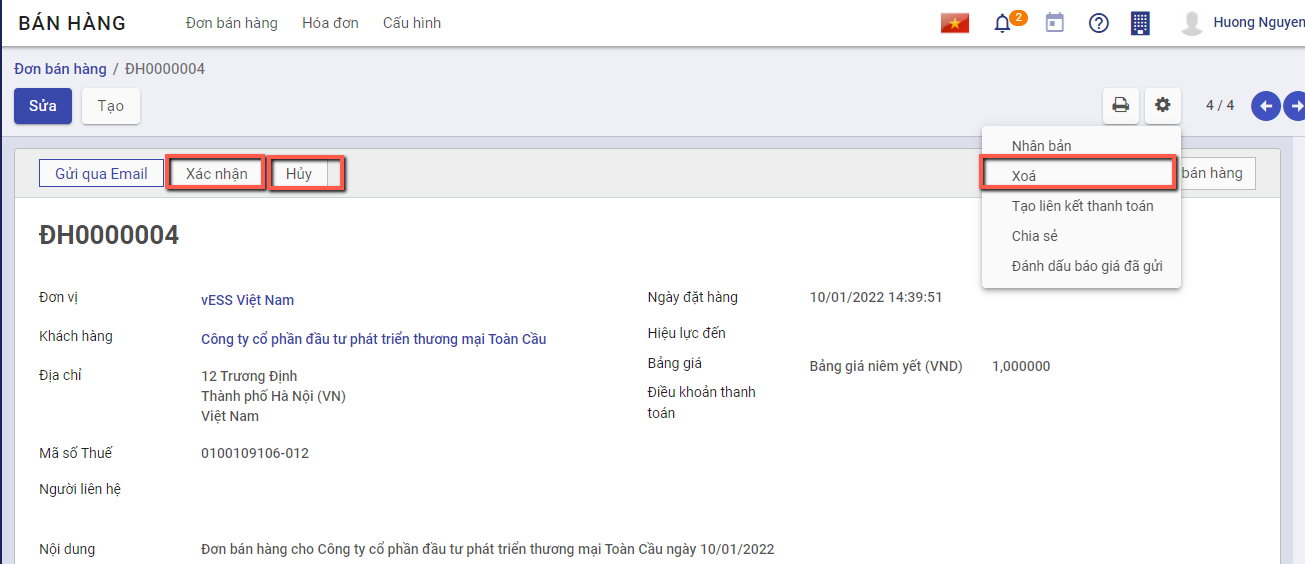 BÁN HÀNG Đơn bán hàng Hóa đơn Cấu hình 2 Huong Nguyen
Đơn bán hàng / ĐH0000004
Sửa Tạo 4 / 4
Nhân bản
Gửi qua Email Xác nhận Hủy Xoá bán hàng
Tạo liên kết thanh toán
Chia sẻ
Đánh dấu báo giá đã gửi
ĐH0000004
Đơn vị vESS Việt Nam Ngày đặt hàng 10/01/2022 14:39:51
Khách hàng Công ty cổ phần đầu tư phát triển thương mại Toàn Cầu Hiệu lực đến
Bảng giá Bảng giá niêm yết (VND) 1,000000
Địa chỉ 12 Trương Định Điều khoản thanh
Thành phố Hà Nội (VN) toán
Việt Nam
Mã số Thuế 0100109106-012
Người liên hệ
Nội dung Đơn bán hàng cho Công ty cổ phần đầu tư phát triển thương mại Toàn Cầu ngày 10/01/2022